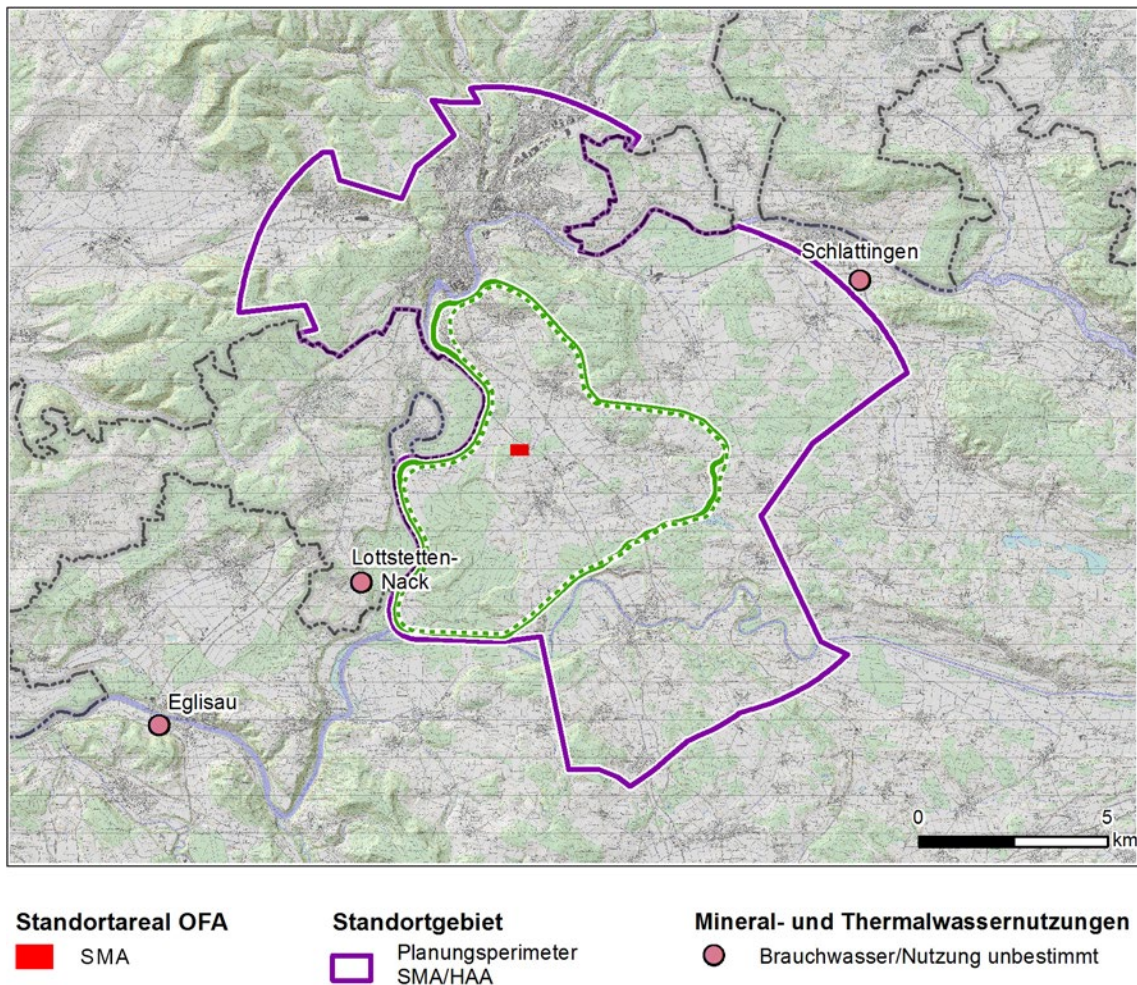 Schlattingen
Lottstetten-
Nack
Eglisau
0 5
km
Standortareal OFA
SMA
Standortgebiet
Planungsperimeter
SMA/HAA
Mineral- und Thermalwassernutzungen
Brauchwasser/Nutzung unbestimmt